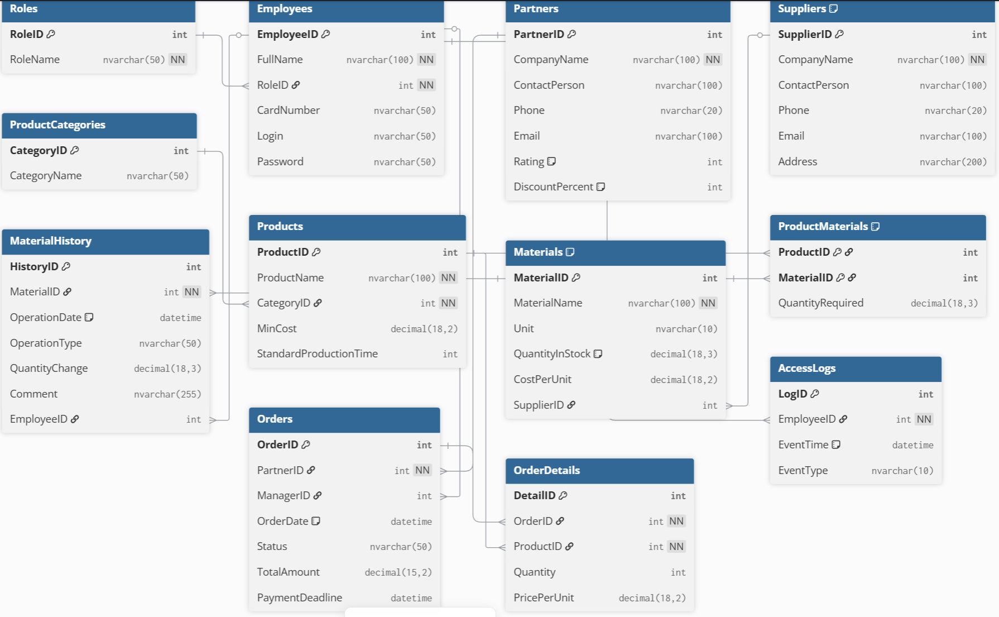 Roles
RoleID int
RoleName nvarchar(50) NN
ProductCategories
CategoryID int
CategoryName nvarchar(50)
MaterialHistory
HistoryID int
MaterialID int NN
OperationDate datetime
OperationType nvarchar(50)
QuantityChange decimal(18,3)
Comment nvarchar(255)
EmployeeID int
Employees
EmployeeID int
FullName nvarchar(100) NN
RoleID int NN
CardNumber nvarchar(50)
Login nvarchar(50)
Password nvarchar(50)
Products
ProductID int
ProductName nvarchar(100) NN
CategoryID int NN
MinCost decimal(18,2)
StandardProductionTime int
Orders
OrderID int
PartnerID int NN
ManagerID int
OrderDate datetime
Status nvarchar(50)
TotalAmount decimal(15,2)
PaymentDeadline datetime
Partners
PartnerID int
CompanyName nvarchar(100) NN
ContactPerson nvarchar(100)
Phone nvarchar(20)
Email nvarchar(100)
Rating int
DiscountPercent int
Materials
MaterialID int
MaterialName nvarchar(100) NN
Unit nvarchar(10)
QuantityInStock decimal(18,3)
CostPerUnit decimal(18,2)
SupplierID int
OrderDetails
DetailID int
OrderID int NN
ProductID int NN
Quantity int
PricePerUnit decimal(18,2)
Suppliers
SupplierID int
CompanyName nvarchar(100) NN
ContactPerson nvarchar(100)
Phone nvarchar(20)
Email nvarchar(100)
Address nvarchar(200)
ProductMaterials
ProductID int
MaterialID int
QuantityRequired decimal(18,3)
AccessLogs
LogID int
EmployeeID int NN
EventTime datetime
EventType nvarchar(10)